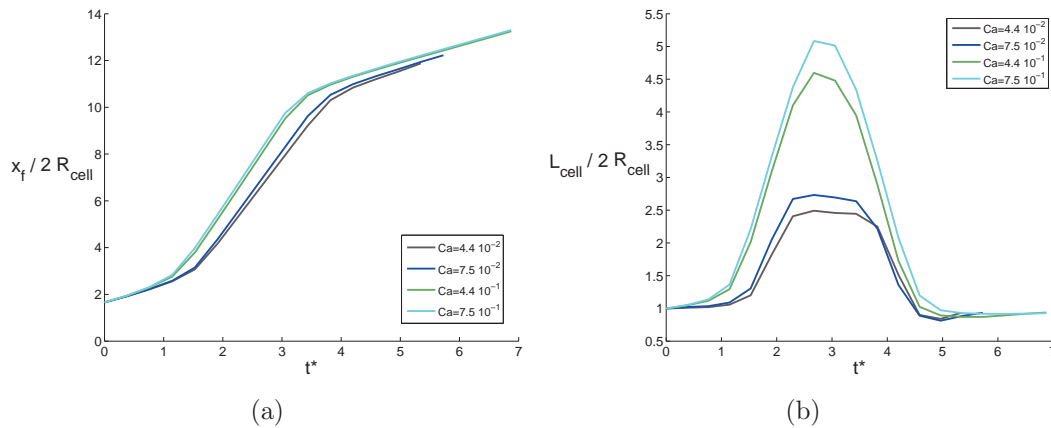 14
12
10
8
6
4
2
0
x_f / 2 R_cell
0 1 2 3 4 5 6 7
t*
Ca=4.4 10⁻²
Ca=7.5 10⁻²
Ca=4.4 10⁻¹
Ca=7.5 10⁻¹
(a)
5.5
5
4.5
4
3.5
3
2.5
2
1.5
1
0.5
L_cell / 2 R_cell
0 1 2 3 4 5 6 7
t*
Ca=4.4 10⁻²
Ca=7.5 10⁻²
Ca=4.4 10⁻¹
Ca=7.5 10⁻¹
(b)